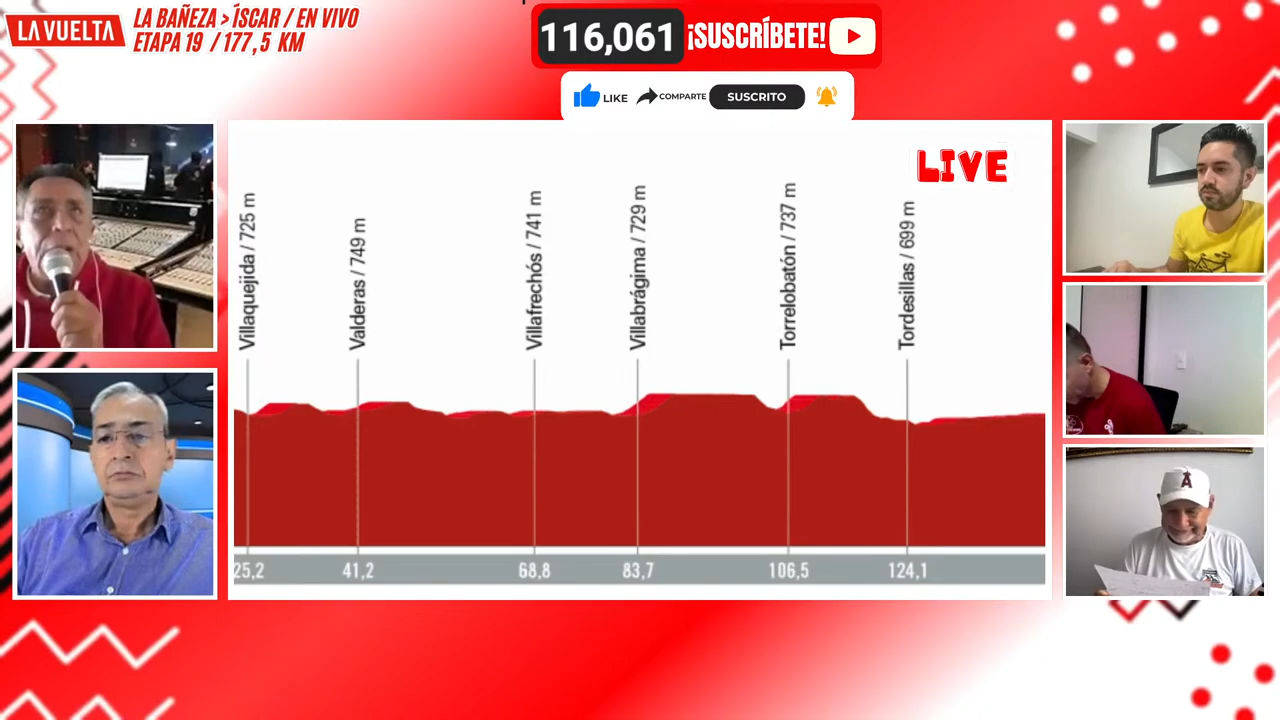 LA VUELTA
LA BAÑEZA > ÍSCAR / EN VIVO
ETAPA 19 / 177,5 KM
116,061 ¡SUSCRÍBETE!
LIKE COMPARTE SUSCRITO
LIVE
Villaquejida / 725 m
Valderas / 749 m
Villafrechós / 741 m
Villabrágima / 729 m
Torrelobatón / 737 m
Tordesillas / 699 m
25,2 41,2 68,8 83,7 106,5 124,1
A